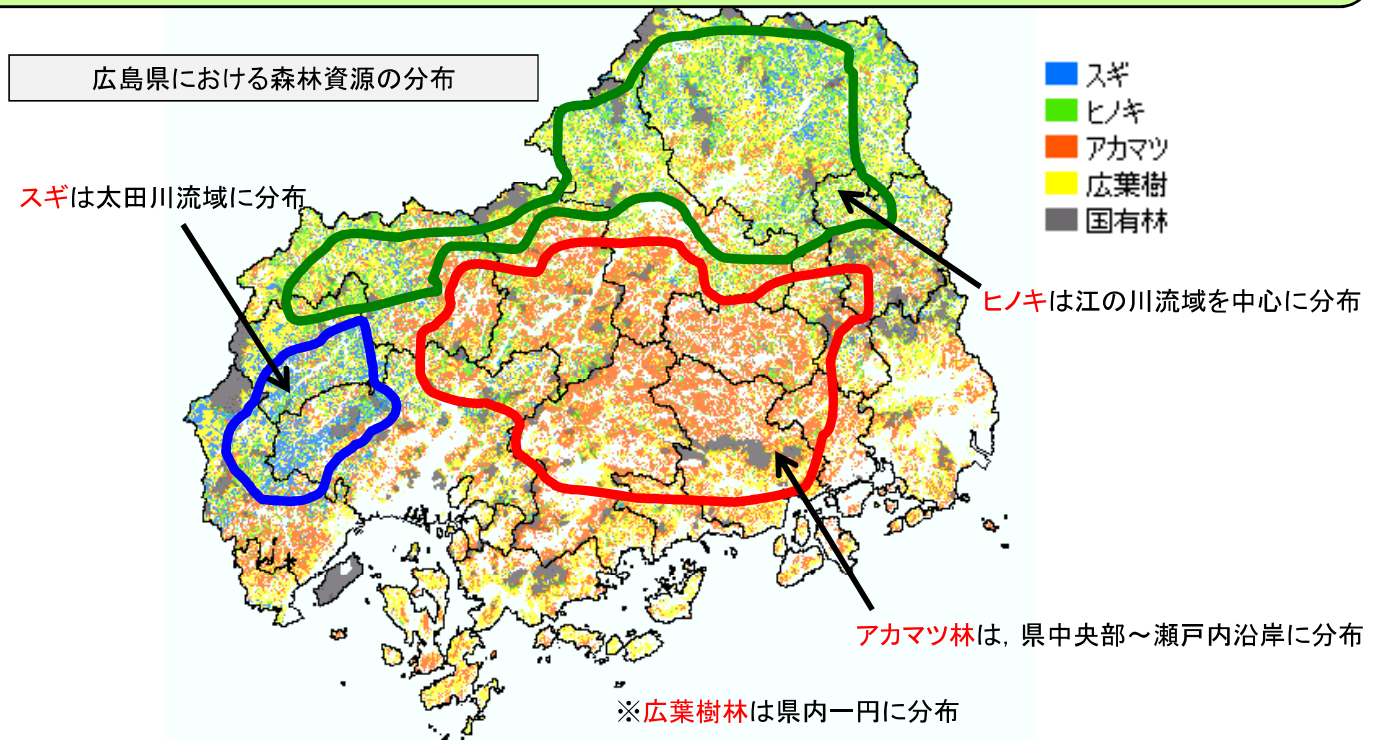 広島県における森林資源の分布
スギ
ヒノキ
アカマツ
広葉樹
国有林
スギは太田川流域に分布
ヒノキは江の川流域を中心に分布
アカマツ林は，県中央部～瀬戸内沿岸に分布
※広葉樹林は県内一円に分布